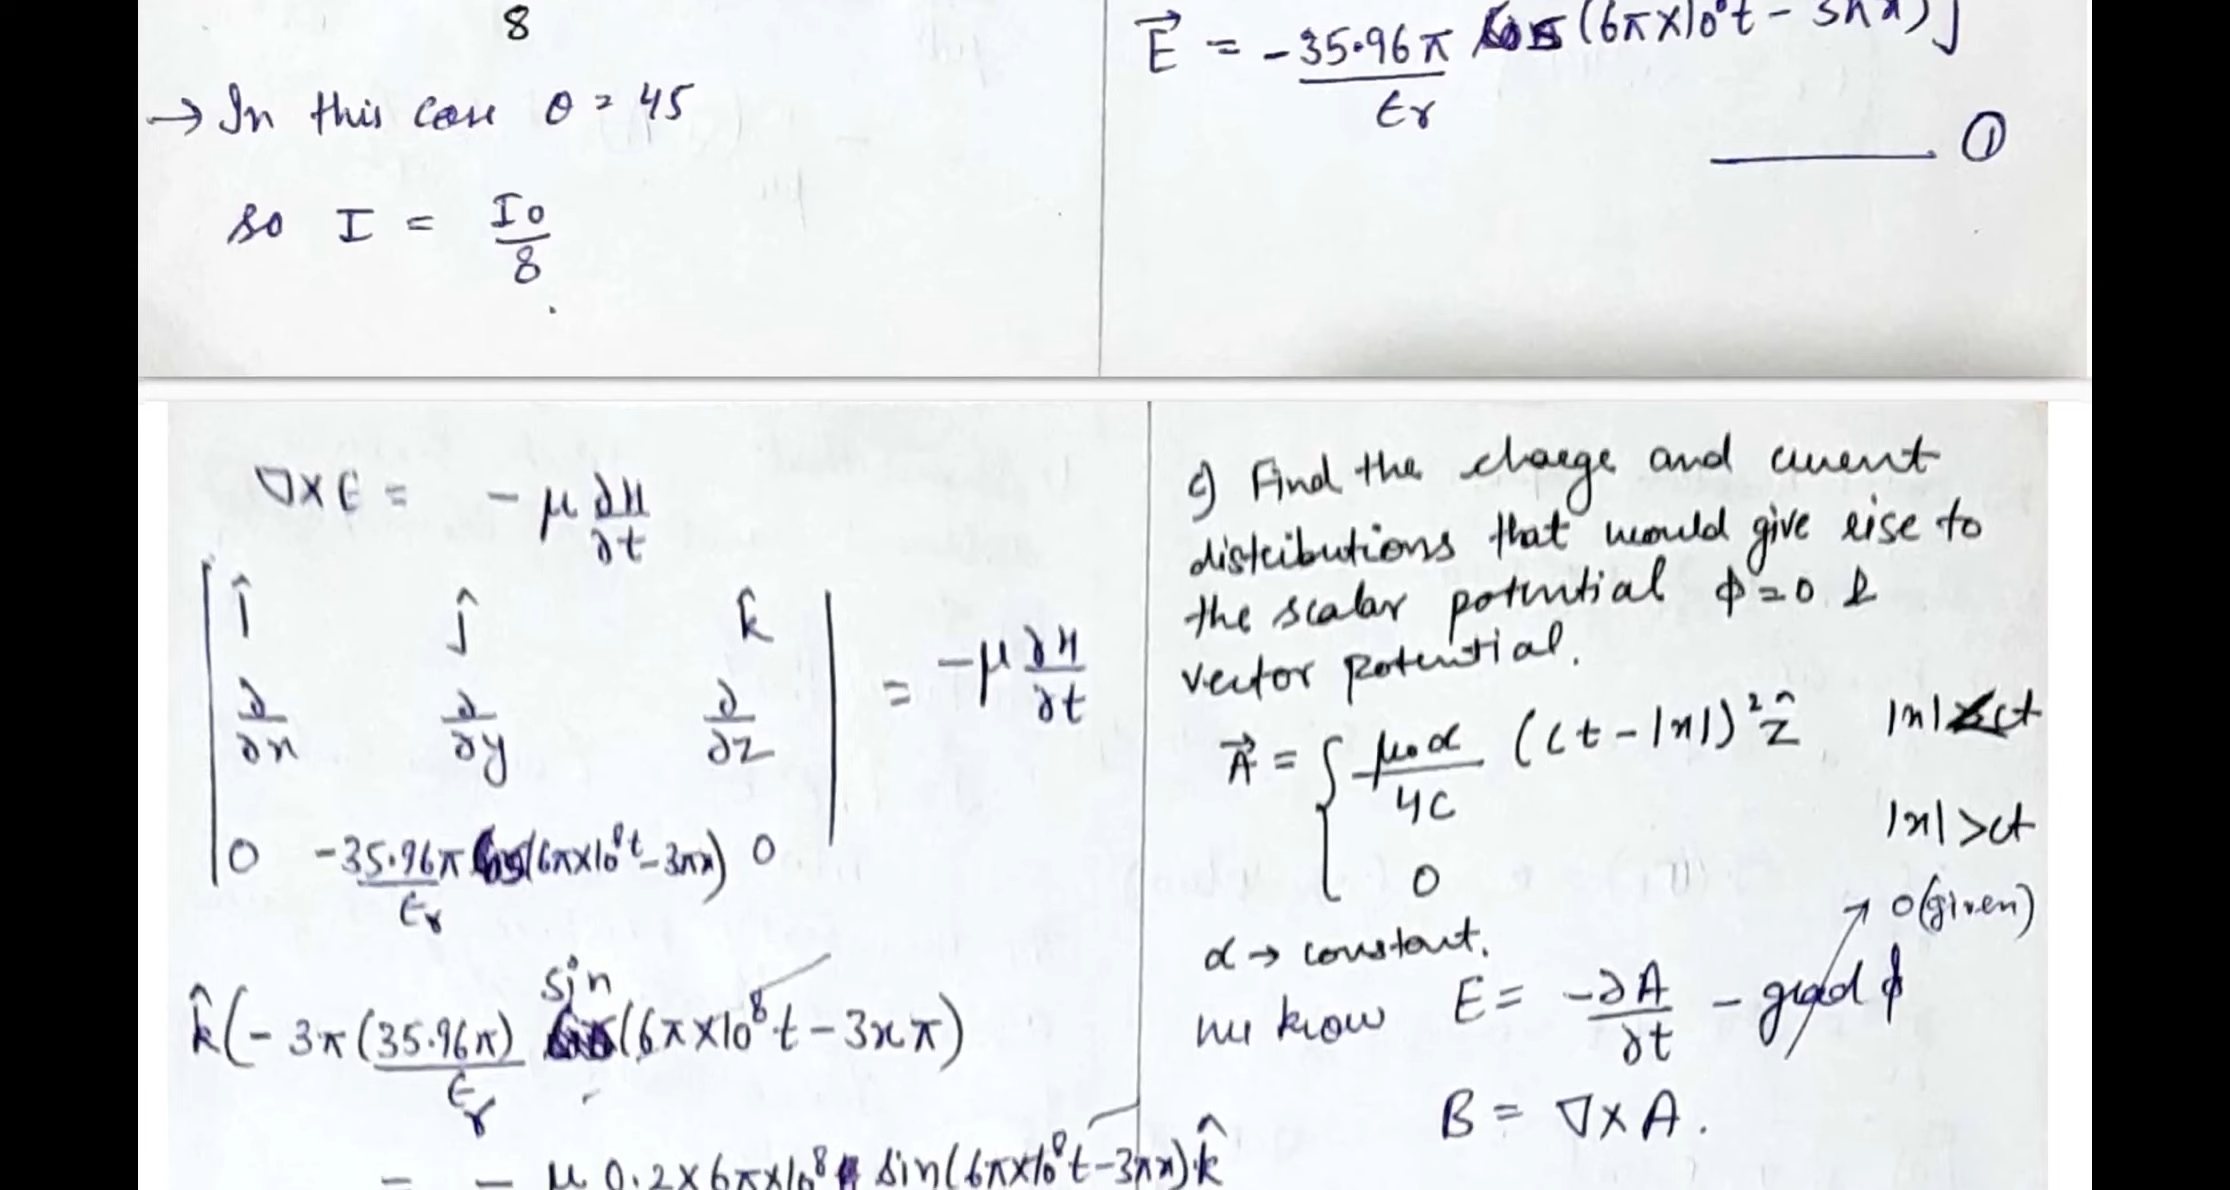 8
→ In this case θ = 45
so I = I0/8
E⃗ = -35.96π/εr cos(6π×10⁸t - 3πx)]
——— ①
∇×E = -μ ∂H/∂t
| î ĵ k̂ |
| ∂/∂x ∂/∂y ∂/∂z | = -μ ∂H/∂t
| 0 -35.96π/εr cos(6π×10⁸t-3πx) 0 |
sin
k̂(-3π(35.96π)/εr (6π×10⁸t-3xπ)
= - μ 0.2×6π×10⁸ sin(6π×10⁸t-3πx)k̂
c) Find the charge and current
distributions that would give rise to
the scalar potential ϕ=0 &
vector potential.
A⃗ = { μ₀α/4C (ct-|x|)² ẑ |x|<ct
|x|>ct
0
→ 0(given)
α → constant.
we know E = -∂A/∂t - grad ϕ
B = ∇×A.